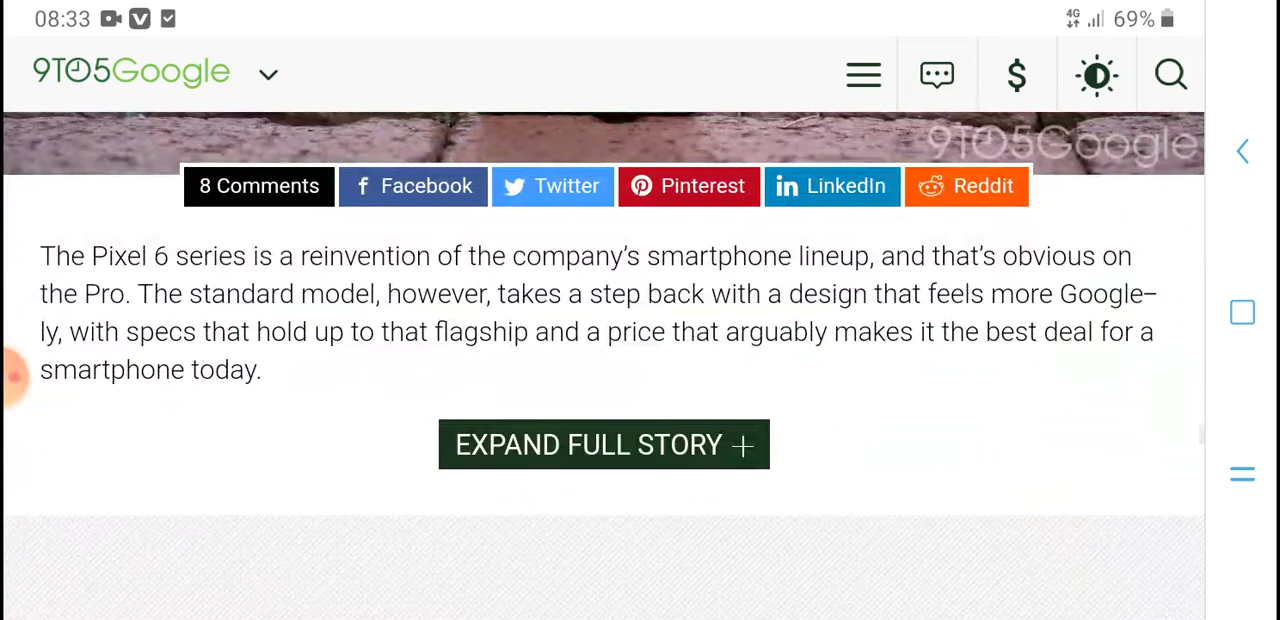 08:33 V 4G 69%
9TO5Google $
9TO5Google
8 Comments f Facebook Twitter Pinterest in LinkedIn Reddit
The Pixel 6 series is a reinvention of the company’s smartphone lineup, and that’s obvious on
the Pro. The standard model, however, takes a step back with a design that feels more Google–
ly, with specs that hold up to that flagship and a price that arguably makes it the best deal for a
smartphone today.
EXPAND FULL STORY +